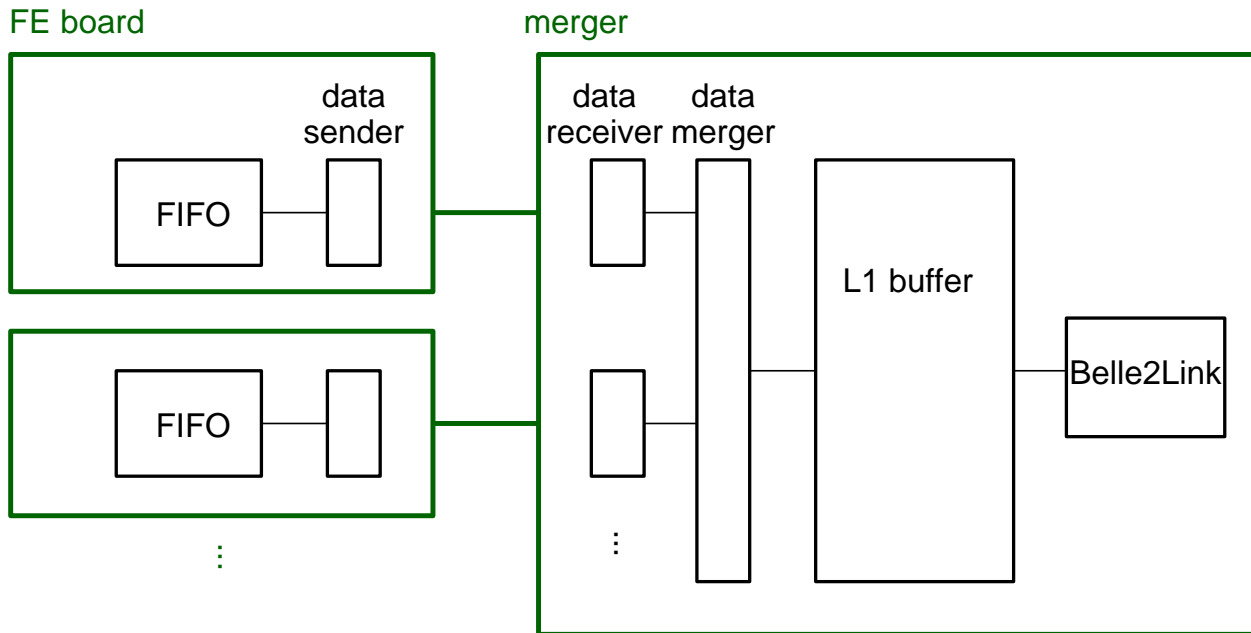 FE board
merger
data
sender
data
receiver
data
merger
FIFO
L1 buffer
Belle2Link
FIFO
⋮
⋮